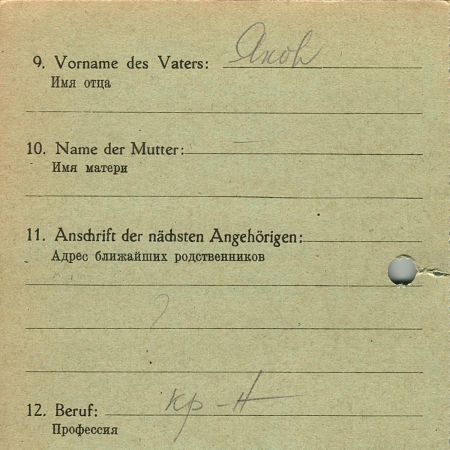 9. Vorname des Vaters: Яков
Имя отца
10. Name der Mutter:
Имя матери
11. Anschrift der nächsten Angehörigen:
Адрес ближайших родственников
?
12. Beruf: кр-н
Профессия